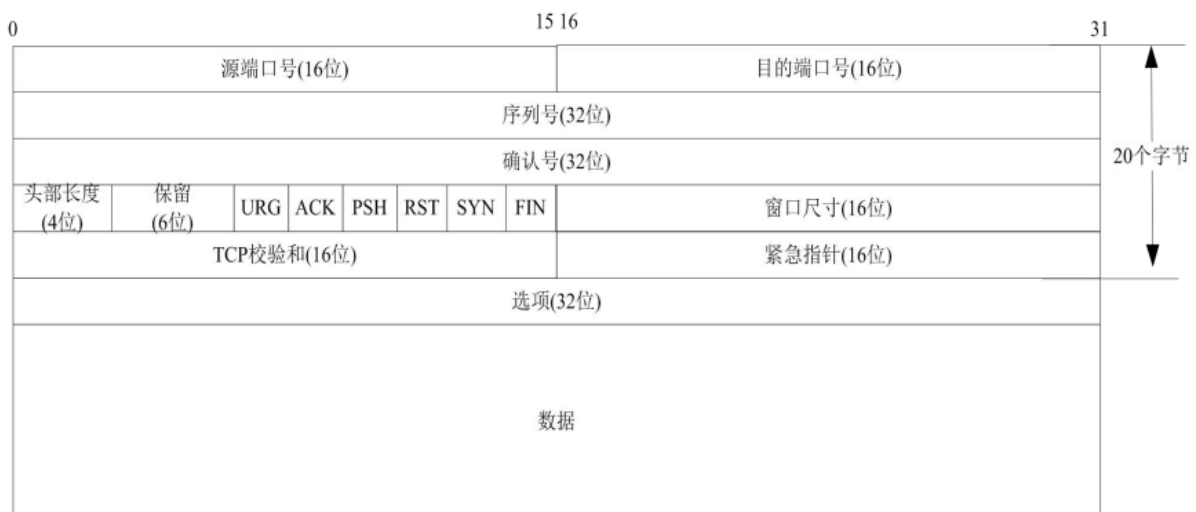 0
15 16
31
源端口号(16位)
目的端口号(16位)
序列号(32位)
确认号(32位)
20个字节
头部长度
(4位)
保留
(6位)
URG
ACK
PSH
RST
SYN
FIN
窗口尺寸(16位)
TCP校验和(16位)
紧急指针(16位)
选项(32位)
数据